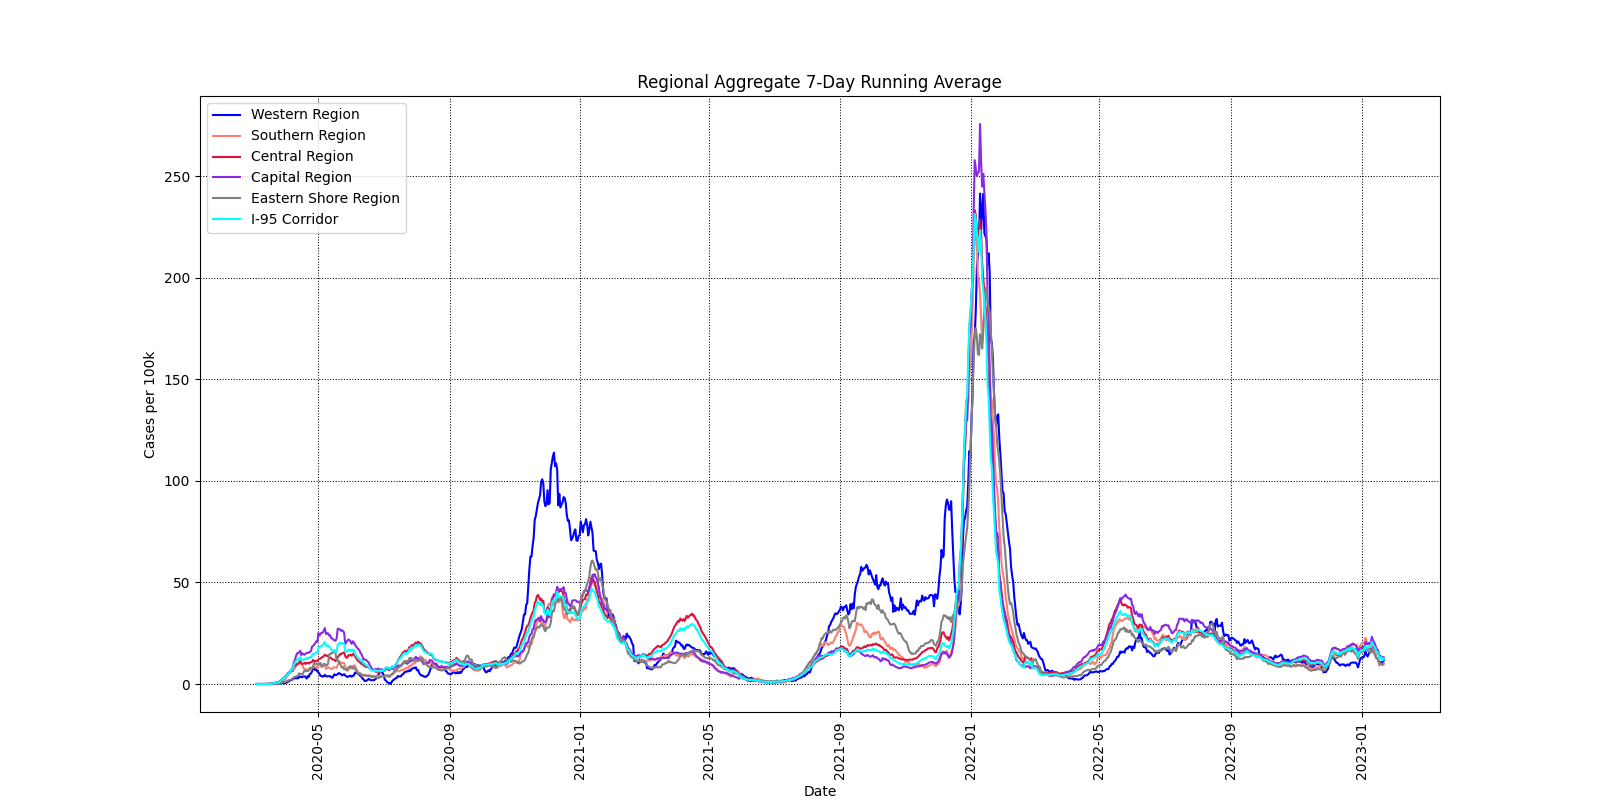 Regional Aggregate 7-Day Running Average
Western Region
Southern Region
Central Region
Capital Region
Eastern Shore Region
I-95 Corridor
Cases per 100k
250
200
150
100
50
0
2020-05
2020-09
2021-01
2021-05
2021-09
2022-01
2022-05
2022-09
2023-01
Date